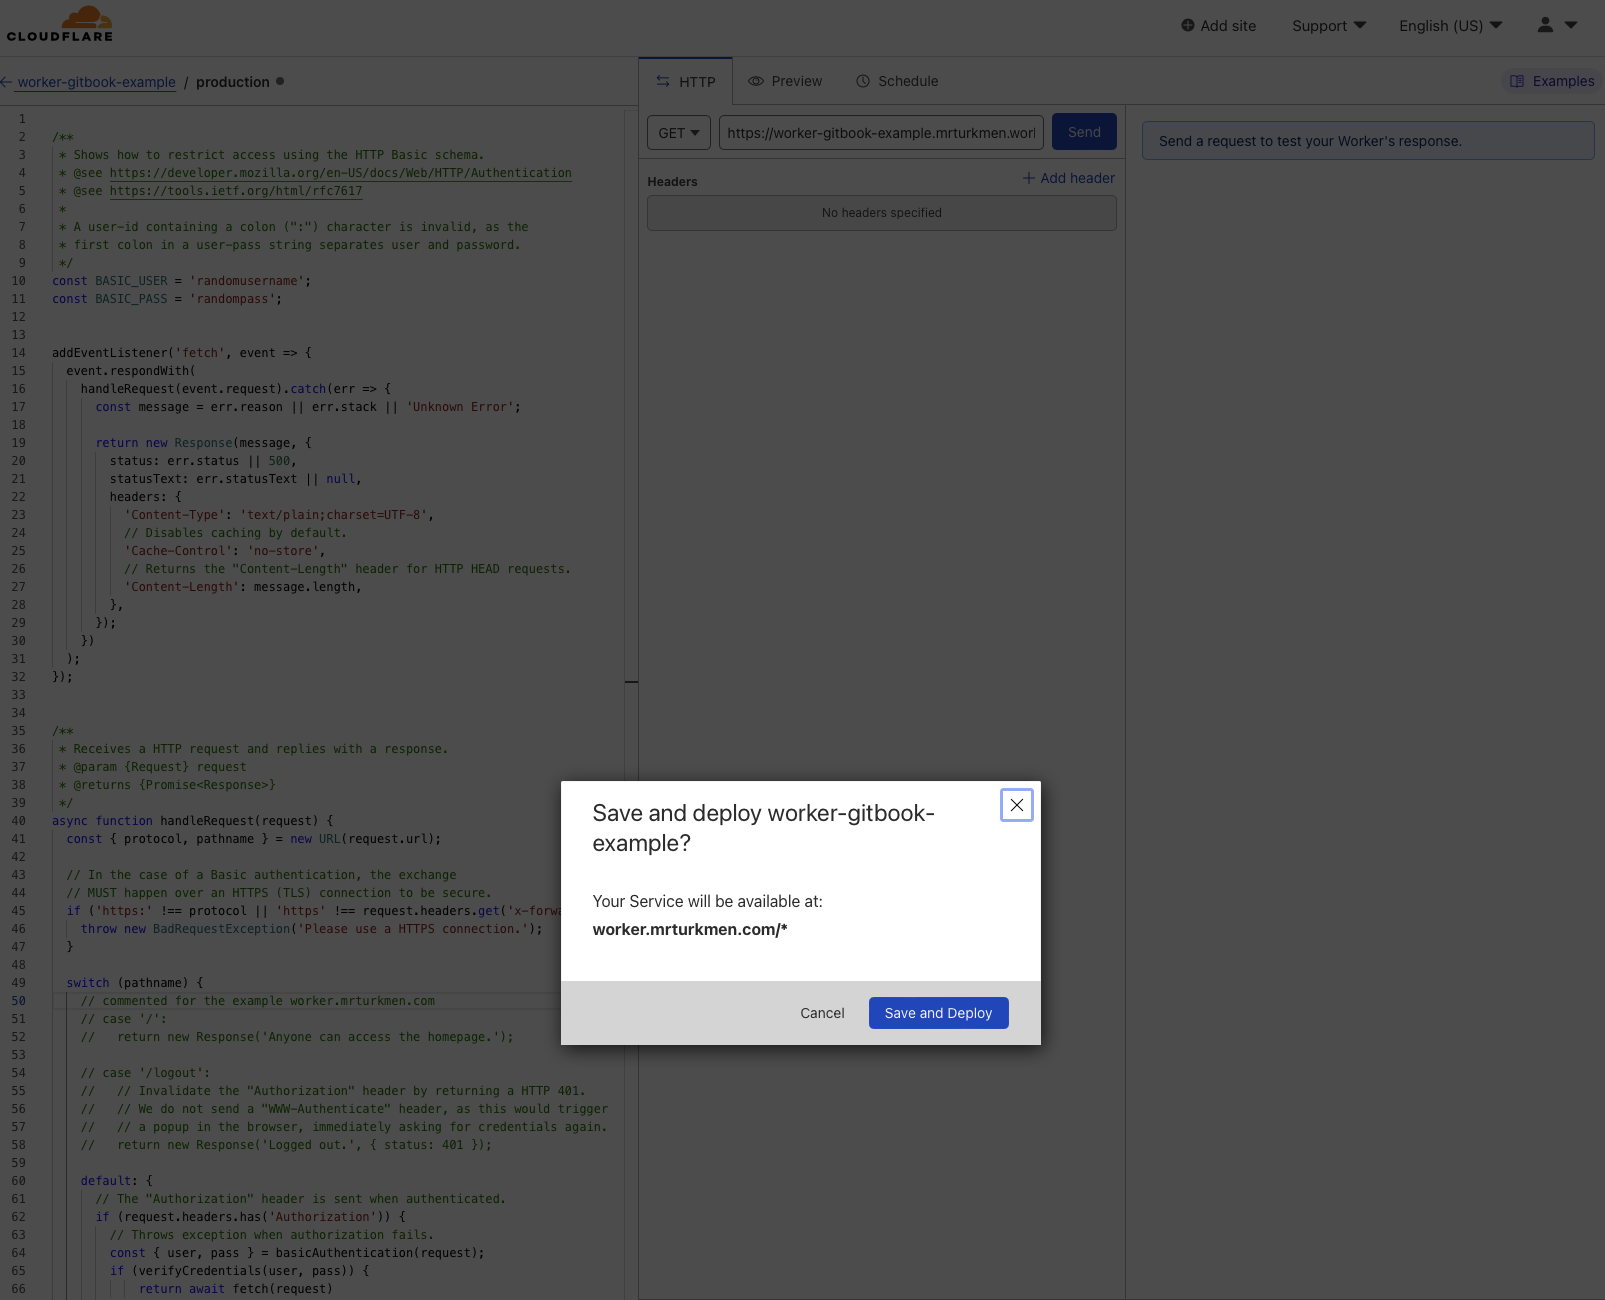 CLOUDFLARE
Add site
Support
English (US)
worker-gitbook-example / production
HTTP
Preview
Schedule
Examples
GET
https://worker-gitbook-example.mrturkmen.worl
Send
Send a request to test your Worker's response.
Headers
Add header
No headers specified
1
2 /**
3  * Shows how to restrict access using the HTTP Basic schema.
4  * @see https://developer.mozilla.org/en-US/docs/Web/HTTP/Authentication
5  * @see https://tools.ietf.org/html/rfc7617
6  *
7  * A user-id containing a colon (":") character is invalid, as the
8  * first colon in a user-pass string separates user and password.
9  */
10 const BASIC_USER = 'randomusername';
11 const BASIC_PASS = 'randompass';
12
13
14 addEventListener('fetch', event => {
15   event.respondWith(
16     handleRequest(event.request).catch(err => {
17       const message = err.reason || err.stack || 'Unknown Error';
18
19       return new Response(message, {
20         status: err.status || 500,
21         statusText: err.statusText || null,
22         headers: {
23           'Content-Type': 'text/plain;charset=UTF-8',
24           // Disables caching by default.
25           'Cache-Control': 'no-store',
26           // Returns the "Content-Length" header for HTTP HEAD requests.
27           'Content-Length': message.length,
28         },
29       });
30     })
31   );
32 });
33
34
35 /**
36  * Receives a HTTP request and replies with a response.
37  * @param {Request} request
38  * @returns {Promise<Response>}
39  */
40 async function handleRequest(request) {
41   const { protocol, pathname } = new URL(request.url);
42
43   // In the case of a Basic authentication, the exchange
44   // MUST happen over an HTTPS (TLS) connection to be secure.
45   if ('https:' !== protocol || 'https' !== request.headers.get('x-forwa
46     throw new BadRequestException('Please use a HTTPS connection.');
47   }
48
49   switch (pathname) {
50     // commented for the example worker.mrturkmen.com
51     // case '/':
52     //   return new Response('Anyone can access the homepage.');
53
54     // case '/logout':
55     //   // Invalidate the "Authorization" header by returning a HTTP 401.
56     //   // We do not send a "WWW-Authenticate" header, as this would trigger
57     //   // a popup in the browser, immediately asking for credentials again.
58     //   return new Response('Logged out.', { status: 401 });
59
60     default: {
61       // The "Authorization" header is sent when authenticated.
62       if (request.headers.has('Authorization')) {
63         // Throws exception when authorization fails.
64         const { user, pass } = basicAuthentication(request);
65         if (verifyCredentials(user, pass)) {
66             return await fetch(request)
Save and deploy worker-gitbook-
example?
Your Service will be available at:
worker.mrturkmen.com/*
Cancel
Save and Deploy